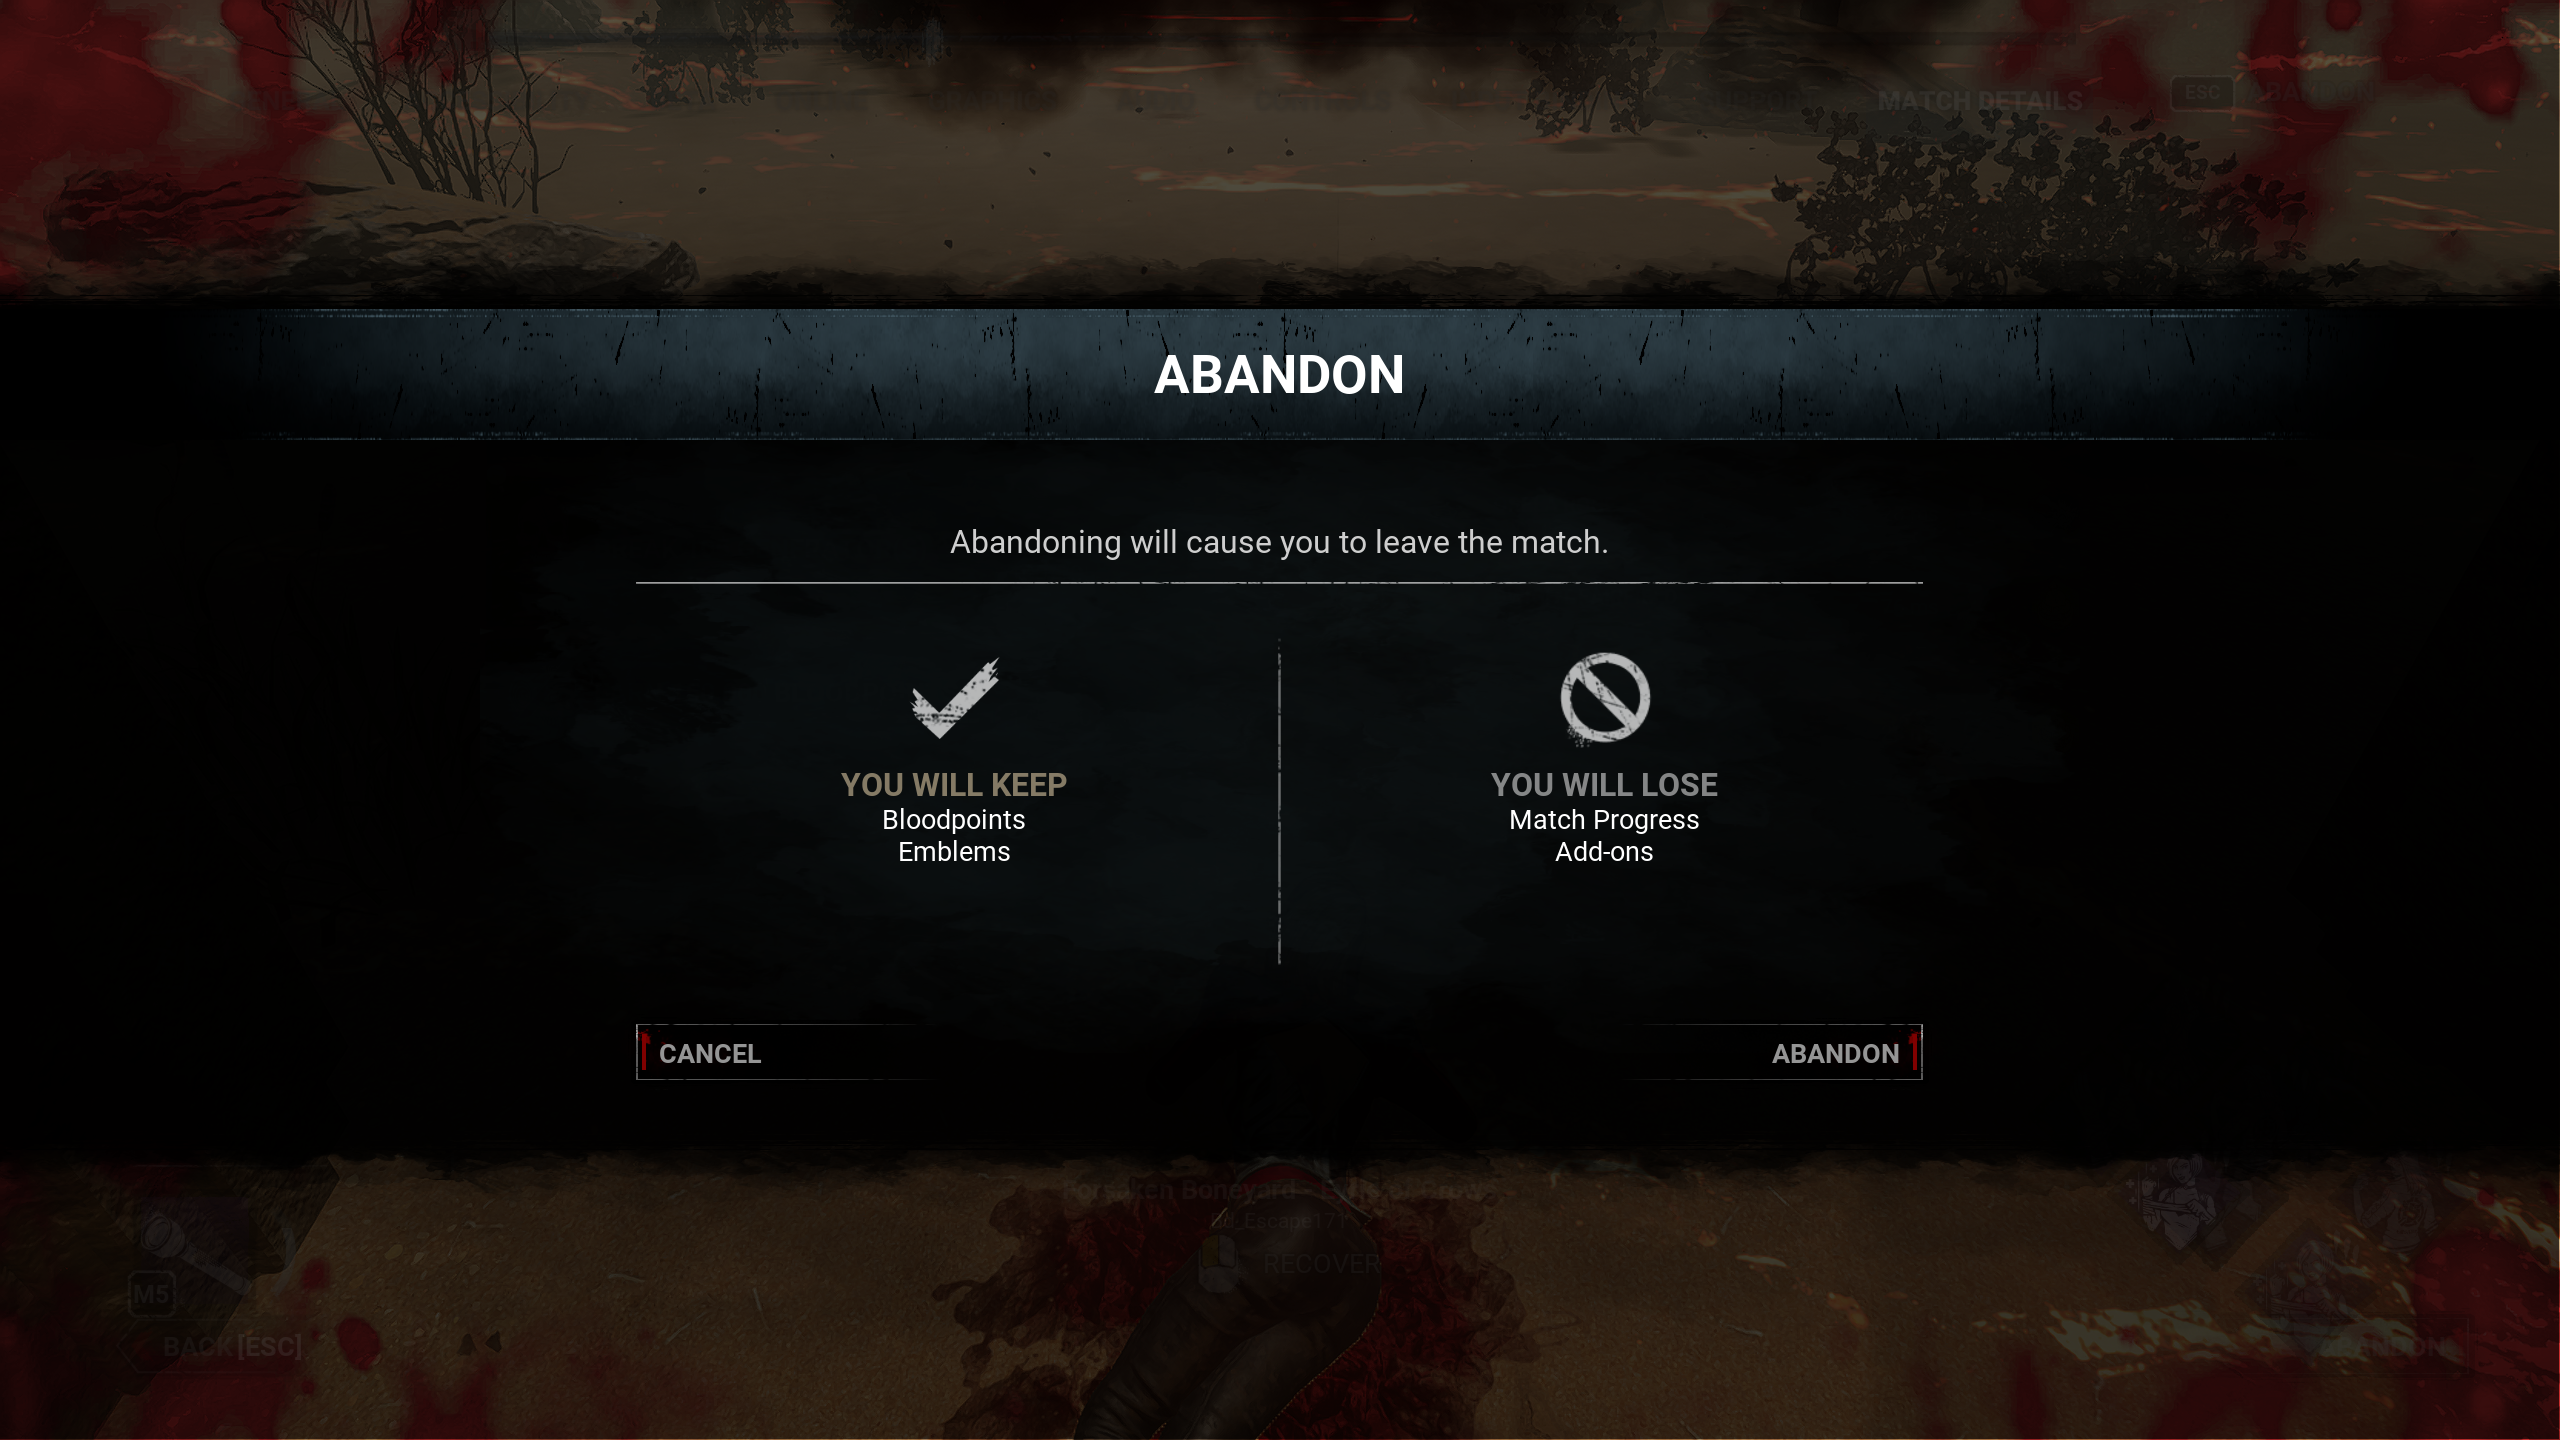 MATCH DETAILS
ESC
ABANDON
Abandoning will cause you to leave the match.
YOU WILL KEEP
Bloodpoints
Emblems
YOU WILL LOSE
Match Progress
Add-ons
CANCEL
ABANDON
RECOVER
M5
BACK [ESC]